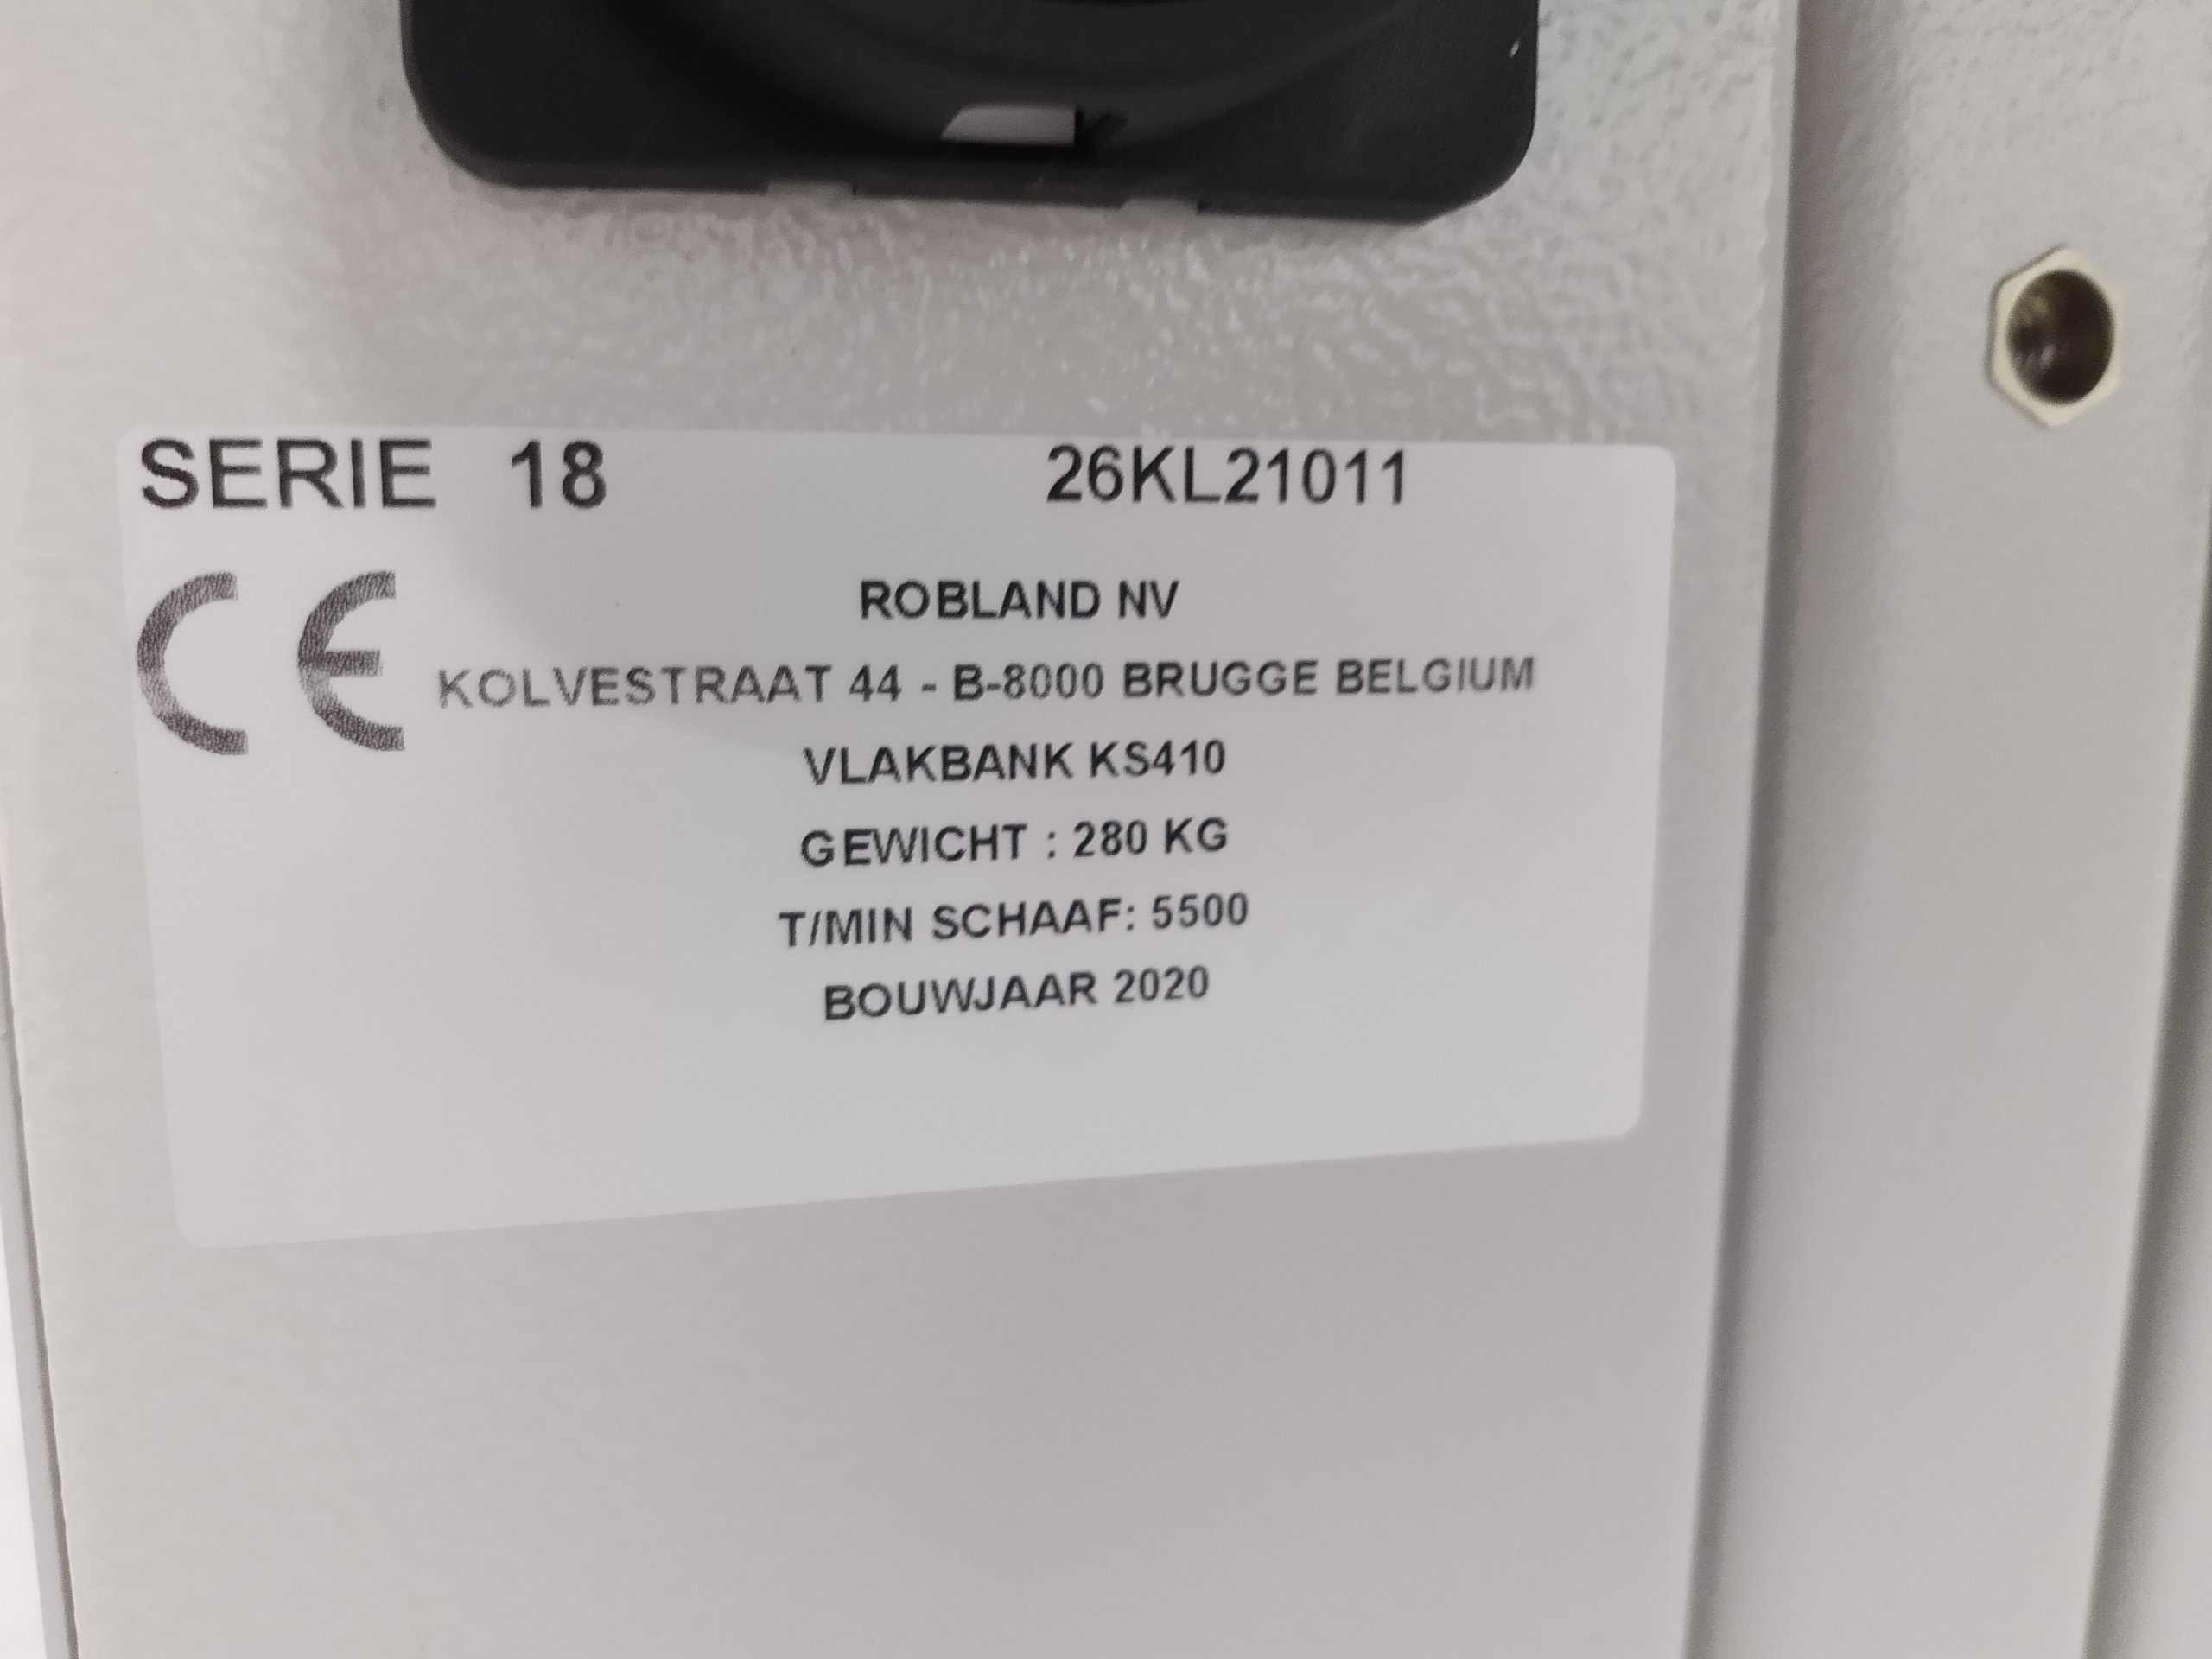 SERIE 18 26KL21011
CE
ROBLAND NV
KOLVESTRAAT 44 - B-8000 BRUGGE BELGIUM
VLAKBANK KS410
GEWICHT : 280 KG
T/MIN SCHAAF: 5500
BOUWJAAR 2020